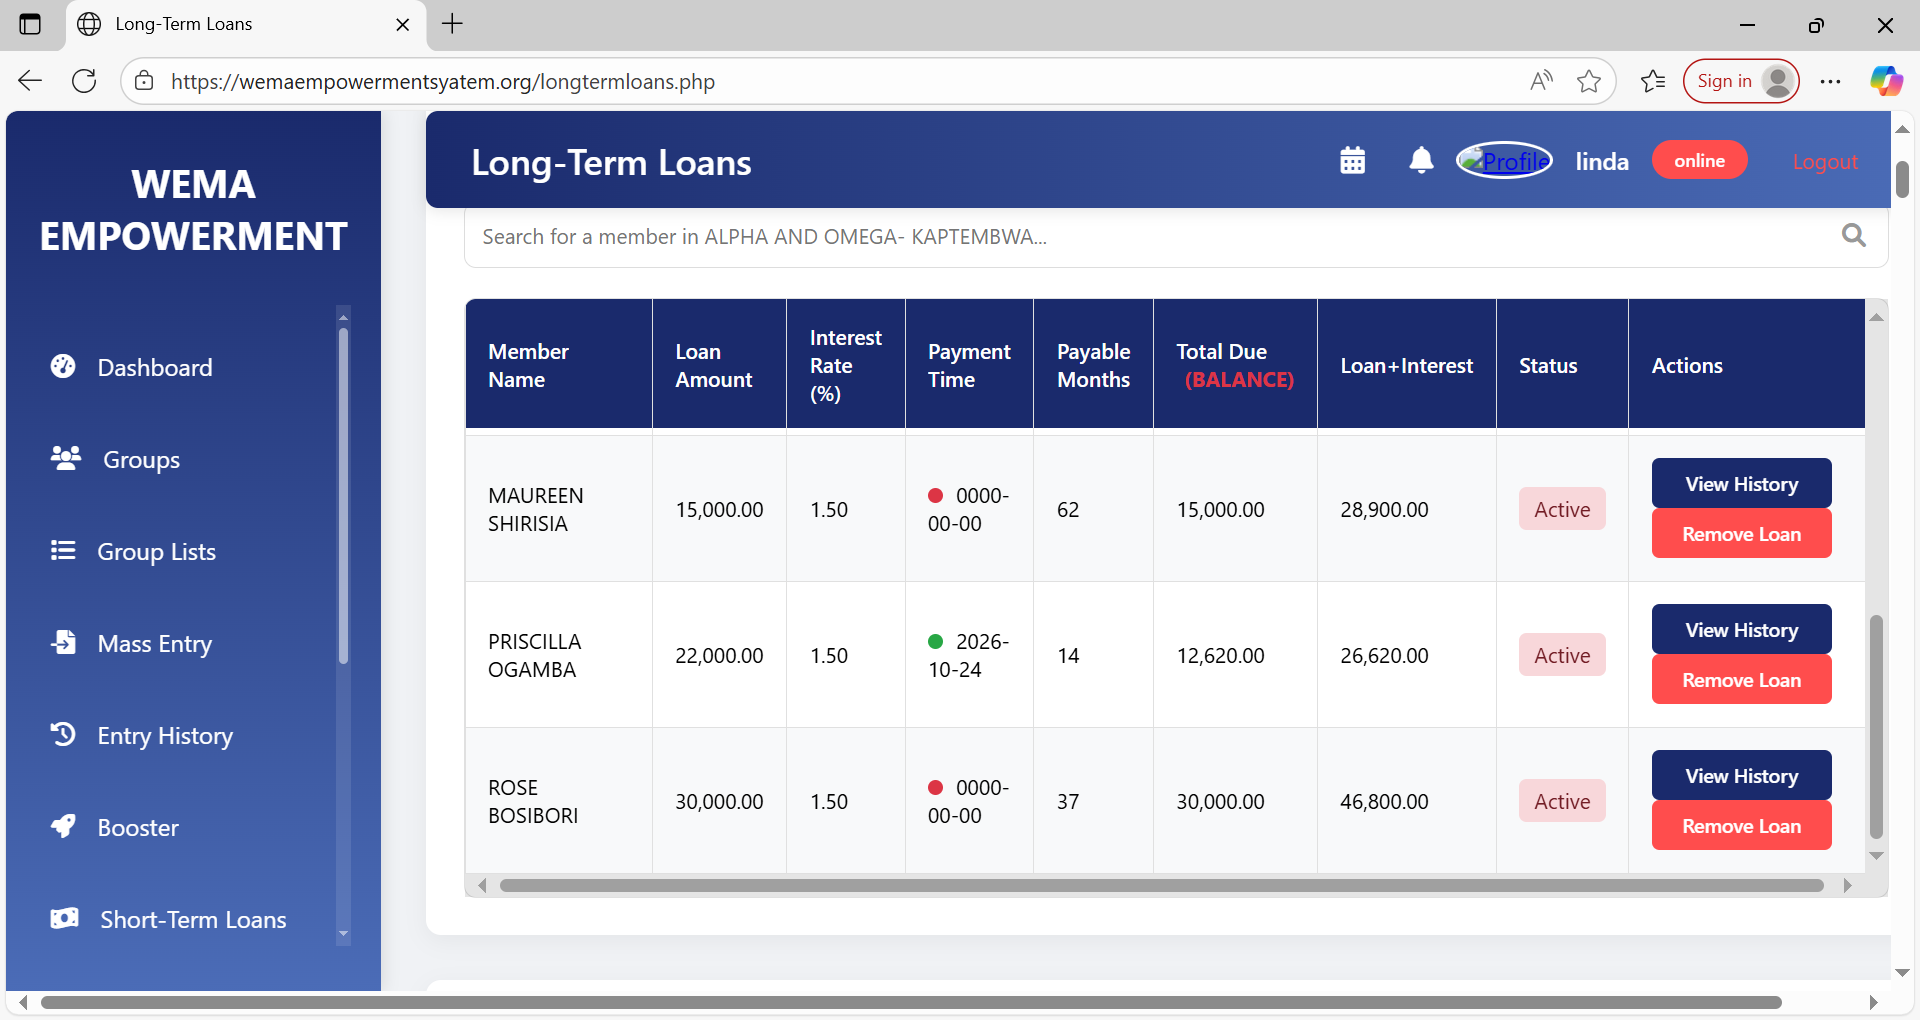 Long-Term Loans
https://wemaempowermentsyatem.org/longtermloans.php
Sign in
WEMA
EMPOWERMENT
Dashboard
Groups
Group Lists
Mass Entry
Entry History
Booster
Short-Term Loans
Long-Term Loans
Profile
linda
online
Logout
Search for a member in ALPHA AND OMEGA- KAPTEMBWA...
Member Name
Loan Amount
Interest Rate (%)
Payment Time
Payable Months
Total Due (BALANCE)
Loan+Interest
Status
Actions
MAUREEN SHIRISIA
15,000.00
1.50
0000-00-00
62
15,000.00
28,900.00
Active
View History
Remove Loan
PRISCILLA OGAMBA
22,000.00
1.50
2026-10-24
14
12,620.00
26,620.00
Active
View History
Remove Loan
ROSE BOSIBORI
30,000.00
1.50
0000-00-00
37
30,000.00
46,800.00
Active
View History
Remove Loan